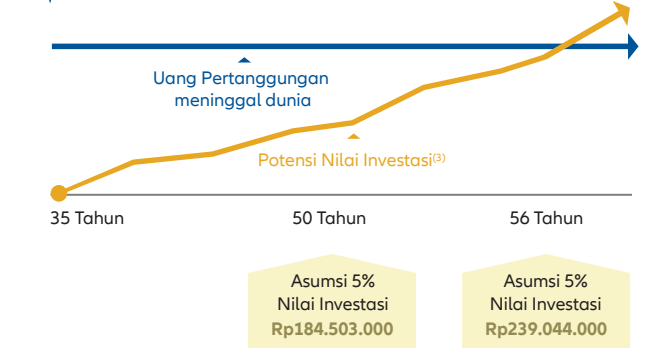 Uang Pertanggungan
meninggal dunia
Potensi Nilai Investasi(3)
35 Tahun
50 Tahun
56 Tahun
Asumsi 5%
Nilai Investasi
Rp184.503.000
Asumsi 5%
Nilai Investasi
Rp239.044.000